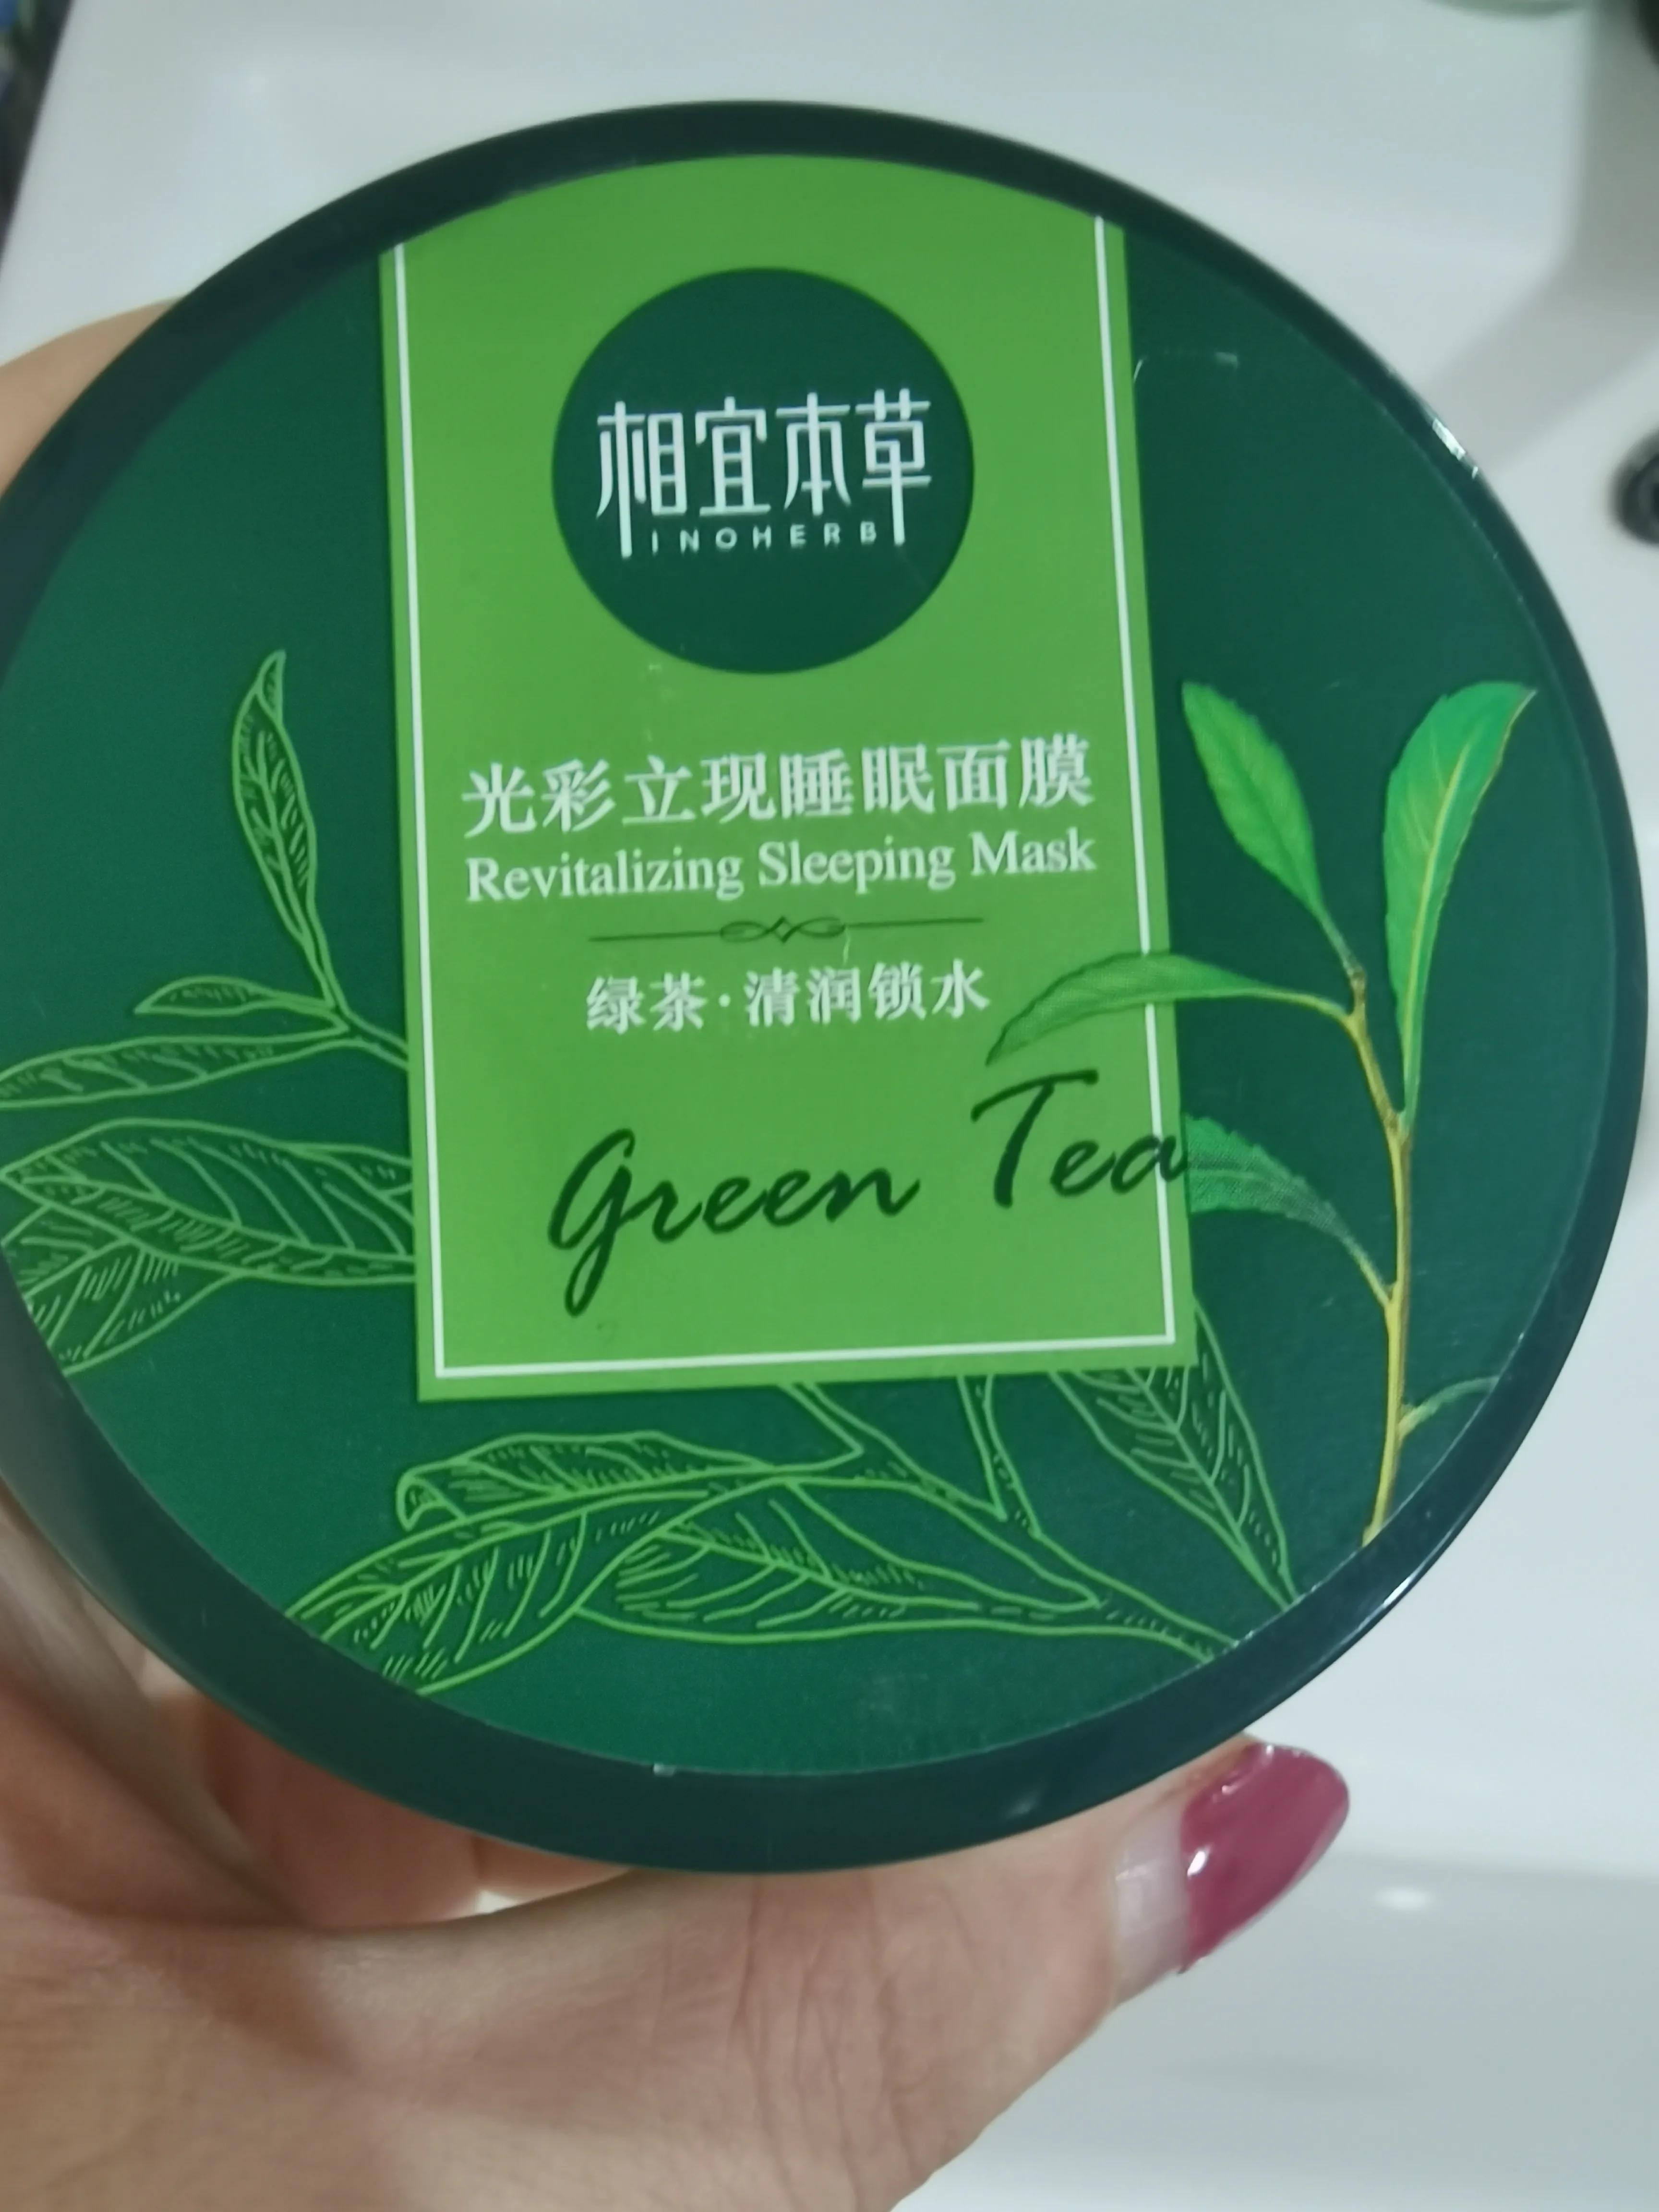 相宜本草
INOHERB
光彩立现睡眠面膜
Revitalizing Sleeping Mask
绿茶·清润锁水
Green Tea